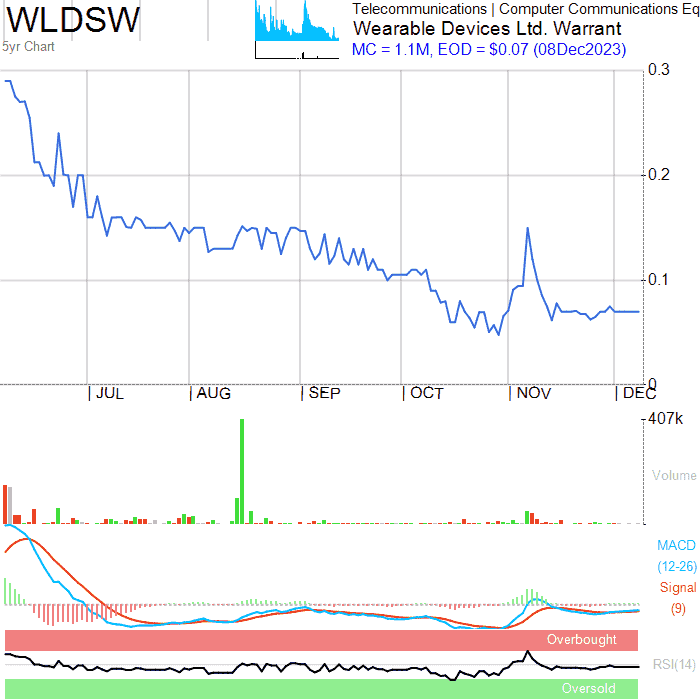 WLDSW
5yr Chart
Telecommunications | Computer Communications Eq
Wearable Devices Ltd. Warrant
MC = 1.1M, EOD = $0.07 (08Dec2023)
0.3
0.2
0.1
0
JUL
AUG
SEP
OCT
NOV
DEC
407k
Volume
MACD
(12-26)
Signal
(9)
Overbought
RSI(14)
Oversold